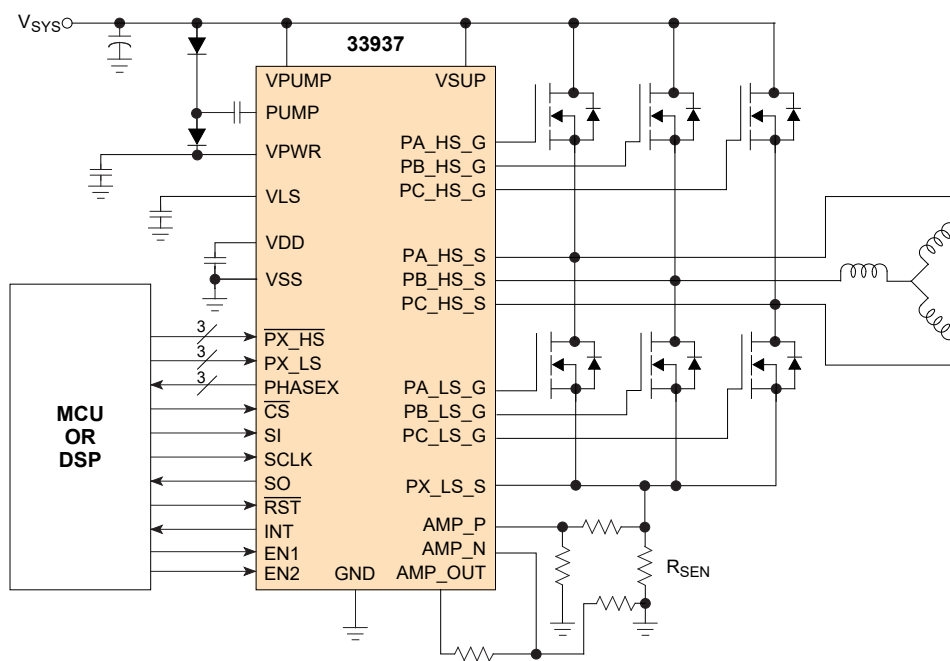 VSYS
33937
VPUMP
VSUP
PUMP
VPWR
VLS
VDD
VSS
PA_HS_G
PB_HS_G
PC_HS_G
PA_HS_S
PB_HS_S
PC_HS_S
MCU
OR
DSP
3
3
3
PX_HS
PX_LS
PHASEX
CS
SI
SCLK
SO
RST
INT
EN1
EN2
GND
PA_LS_G
PB_LS_G
PC_LS_G
PX_LS_S
AMP_P
AMP_N
AMP_OUT
RSEN